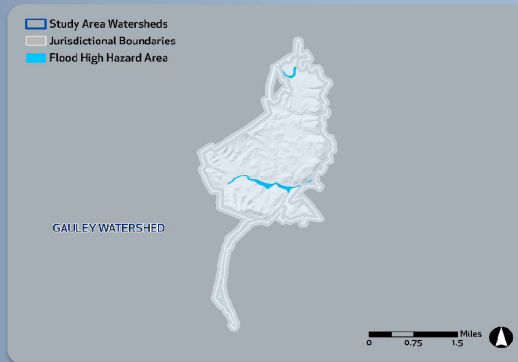 Study Area Watersheds
Jurisdictional Boundaries
Flood High Hazard Area
GAULEY WATERSHED
Miles
0 0.75 1.5